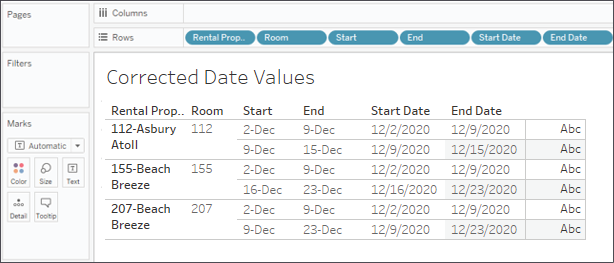 Pages
Columns
Rows Rental Prop.. Room Start End Start Date End Date
Filters
Corrected Date Values
Rental Prop.. Room Start End Start Date End Date
Marks
112-Asbury 112 2-Dec 9-Dec 12/2/2020 12/9/2020 Abc
Atoll 9-Dec 15-Dec 12/9/2020 12/15/2020 Abc
Automatic
155-Beach 155 2-Dec 9-Dec 12/2/2020 12/9/2020 Abc
Breeze 16-Dec 23-Dec 12/16/2020 12/23/2020 Abc
Color Size Text
207-Beach 207 2-Dec 9-Dec 12/2/2020 12/9/2020 Abc
Breeze 9-Dec 23-Dec 12/9/2020 12/23/2020 Abc
Detail Tooltip